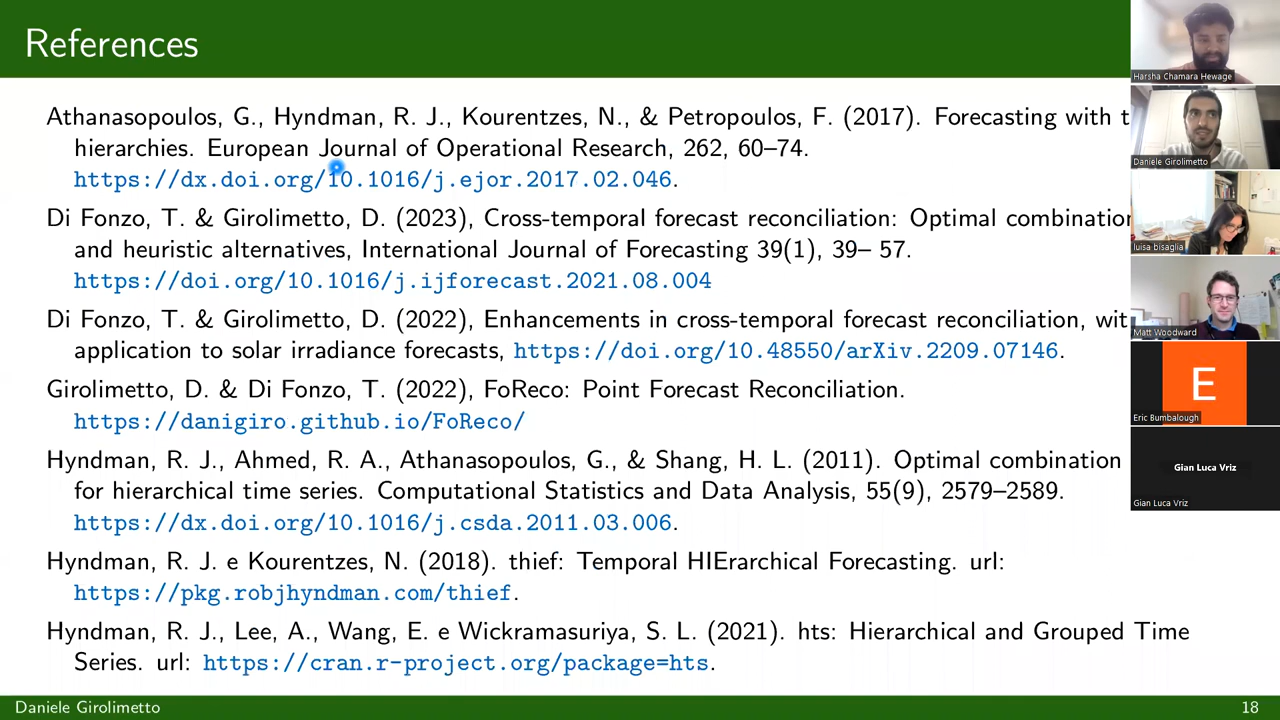 References
Athanasopoulos, G., Hyndman, R. J., Kourentzes, N., & Petropoulos, F. (2017). Forecasting with t
hierarchies. European Journal of Operational Research, 262, 60–74.
https://dx.doi.org/10.1016/j.ejor.2017.02.046.
Di Fonzo, T. & Girolimetto, D. (2023), Cross-temporal forecast reconciliation: Optimal combination
and heuristic alternatives, International Journal of Forecasting 39(1), 39– 57.
https://doi.org/10.1016/j.ijforecast.2021.08.004
Di Fonzo, T. & Girolimetto, D. (2022), Enhancements in cross-temporal forecast reconciliation, wit
application to solar irradiance forecasts, https://doi.org/10.48550/arXiv.2209.07146.
Girolimetto, D. & Di Fonzo, T. (2022), FoReco: Point Forecast Reconciliation.
https://danigiro.github.io/FoReco/
Hyndman, R. J., Ahmed, R. A., Athanasopoulos, G., & Shang, H. L. (2011). Optimal combination
for hierarchical time series. Computational Statistics and Data Analysis, 55(9), 2579–2589.
https://dx.doi.org/10.1016/j.csda.2011.03.006.
Hyndman, R. J. e Kourentzes, N. (2018). thief: Temporal HIErarchical Forecasting. url:
https://pkg.robjhyndman.com/thief.
Hyndman, R. J., Lee, A., Wang, E. e Wickramasuriya, S. L. (2021). hts: Hierarchical and Grouped Time
Series. url: https://cran.r-project.org/package=hts.
Daniele Girolimetto
18
Harsha Chamara Hewage
Daniele Girolimetto
luisa bisaglia
Matt Woodward
E
Eric Bumbalough
Gian Luca Vriz
Gian Luca Vriz